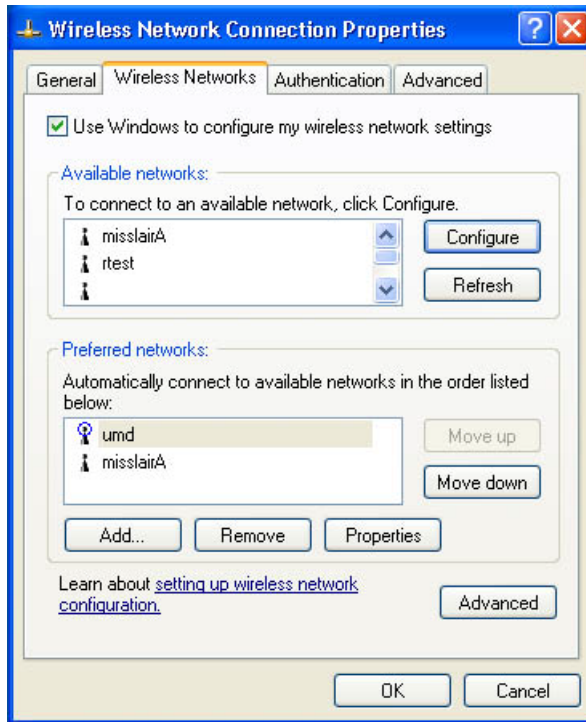 Wireless Network Connection Properties
General Wireless Networks Authentication Advanced
Use Windows to configure my wireless network settings
Available networks:
To connect to an available network, click Configure.
misslairA
rtest
Configure
Refresh
Preferred networks:
Automatically connect to available networks in the order listed
below:
umd
misslairA
Move up
Move down
Add... Remove Properties
Learn about setting up wireless network
configuration.
Advanced
OK Cancel